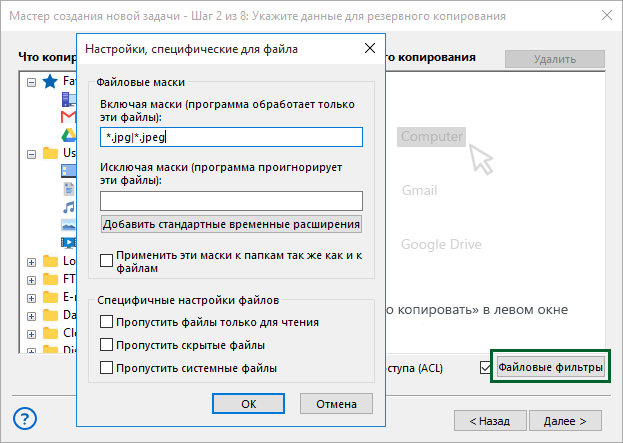 Мастер создания новой задачи - Шаг 2 из 8: Укажите данные для резервного копирования
Что копир
го копирования
Удалить
Fav
Us
Lo
FT
E-m
Da
Clo
Dis
Computer
Gmail
Google Drive
о копировать» в левом окне
ступа (ACL)
Файловые фильтры
Настройки, специфические для файла
Файловые маски
Включая маски (программа обработает только
эти файлы):
*.jpg|*.jpeg
Исключая маски (программа проигнорирует
эти файлы):
Добавить стандартные временные расширения
Применить эти маски к папкам так же как и к
файлам
Специфичные настройки файлов
Пропустить файлы только для чтения
Пропустить скрытые файлы
Пропустить системные файлы
OK
Отмена
?
< Назад
Далее >